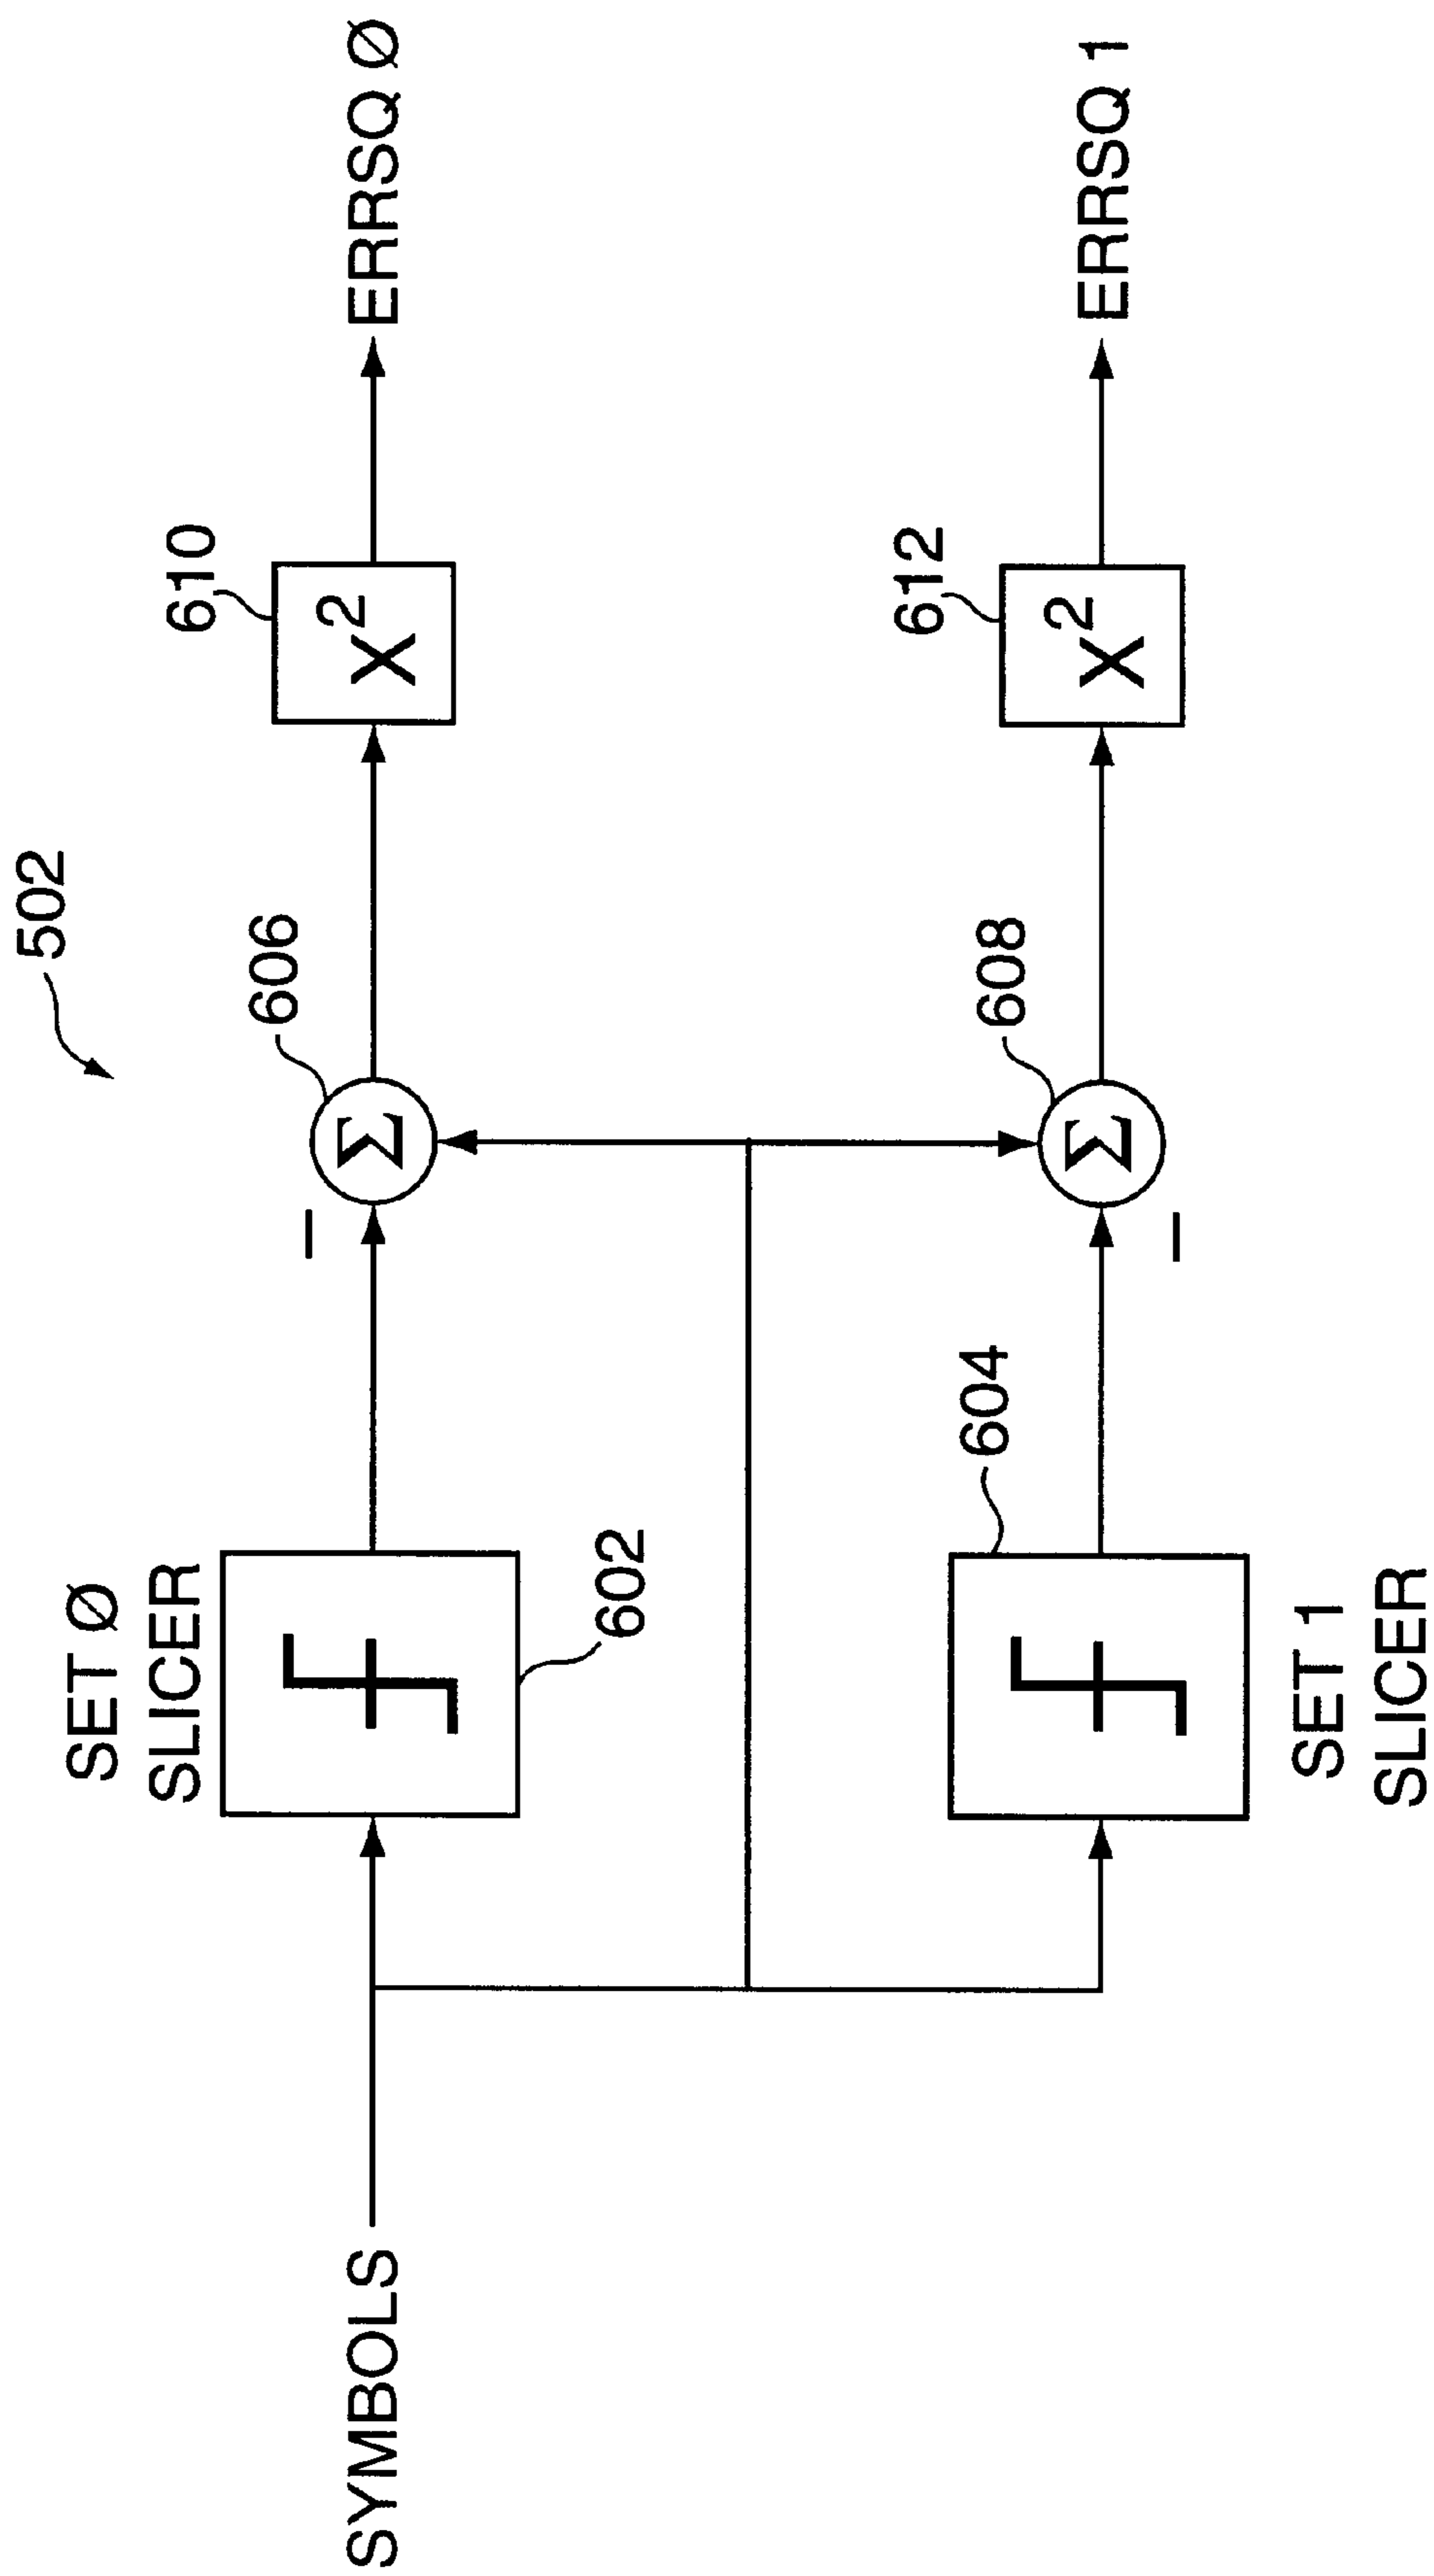 502
SET Ø
SLICER
602
606
610
X²
Σ
ERRSQ Ø
SYMBOLS
604
608
612
X²
Σ
ERRSQ 1
SET 1
SLICER